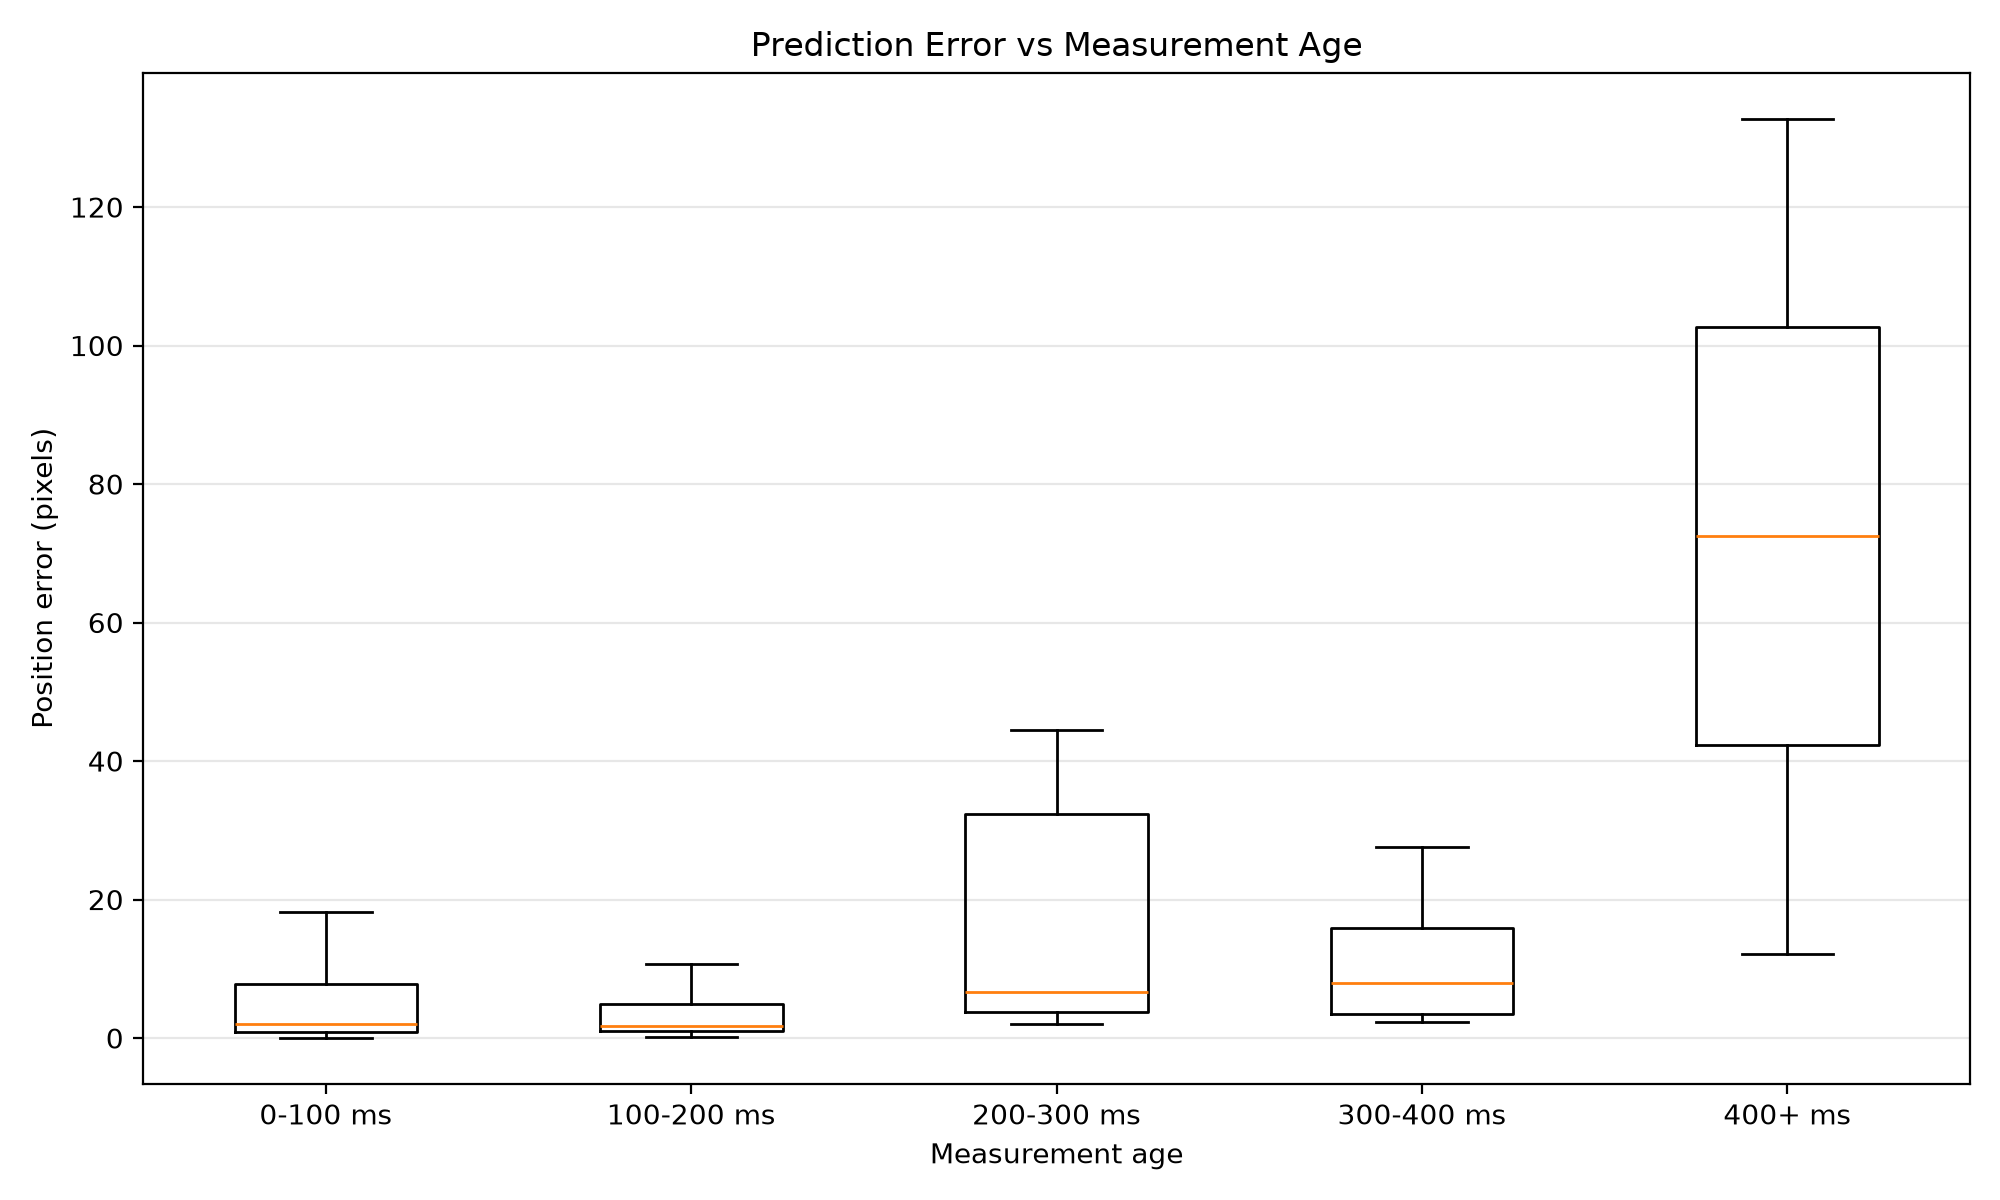 Prediction Error vs Measurement Age
Position error (pixels)
120
100
80
60
40
20
0
0-100 ms
100-200 ms
200-300 ms
300-400 ms
400+ ms
Measurement age